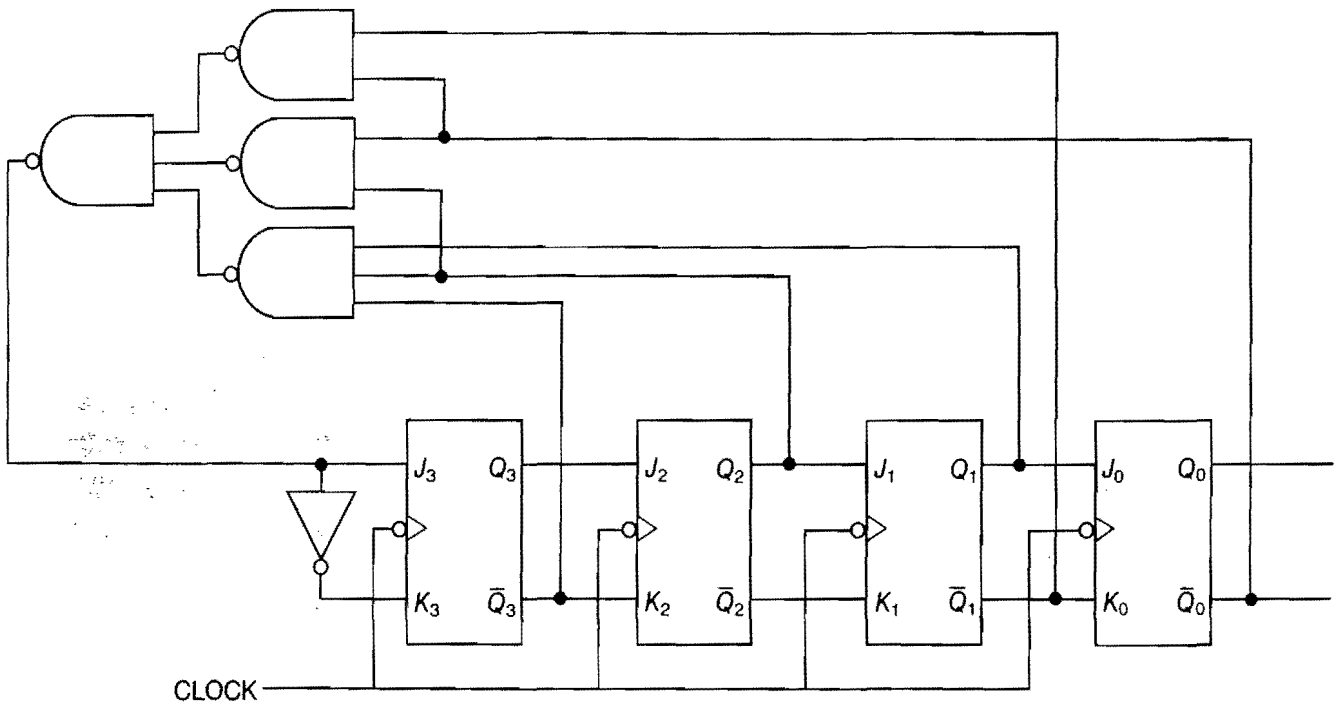 J₃ Q₃ J₂ Q₂ J₁ Q₁ J₀ Q₀
K₃ Q̅₃ K₂ Q̅₂ K₁ Q̅₁ K₀ Q̅₀
CLOCK